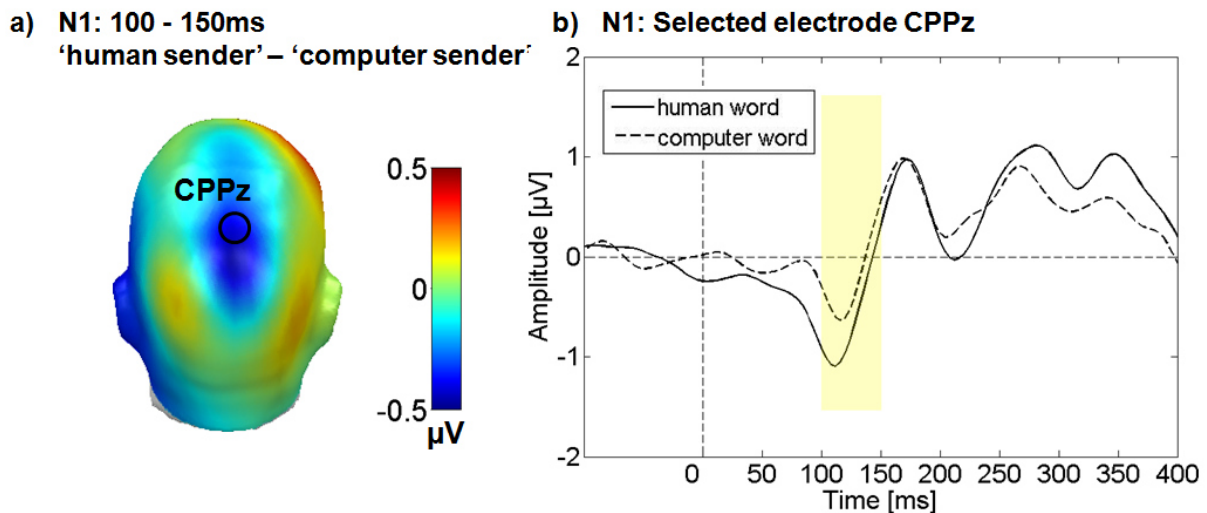 a) N1: 100 - 150ms
‘human sender’ – ‘computer sender’
CPPz
0.5
0
-0.5
µV
b) N1: Selected electrode CPPz
human word
computer word
Amplitude [µV]
2
1
0
-1
-2
0 50 100 150 200 250 300 350 400
Time [ms]